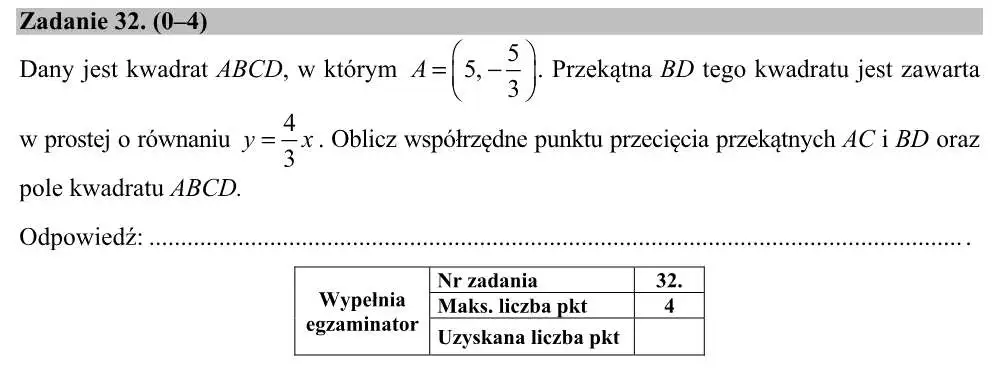 Zadanie 32. (0–4)
Dany jest kwadrat ABCD, w którym A = (5, −5/3). Przekątna BD tego kwadratu jest zawarta
w prostej o równaniu y = 4/3 x . Oblicz współrzędne punktu przecięcia przekątnych AC i BD oraz
pole kwadratu ABCD.
Odpowiedź: ..................................................................................................................................
Wypełnia egzaminator
Nr zadania 32.
Maks. liczba pkt 4
Uzyskana liczba pkt